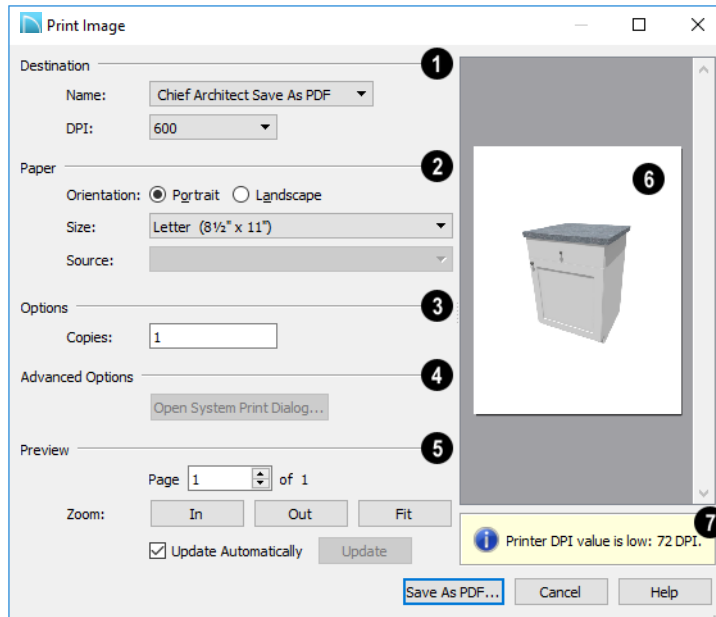 Print Image
Destination
1
Name: Chief Architect Save As PDF
DPI: 600
Paper
2
Orientation: Portrait Landscape
Size: Letter (8½" x 11")
Source:
Options
3
Copies: 1
Advanced Options
4
Open System Print Dialog...
Preview
5
Page 1 of 1
Zoom: In Out Fit
Update Automatically Update
6
7
Printer DPI value is low: 72 DPI.
Save As PDF... Cancel Help